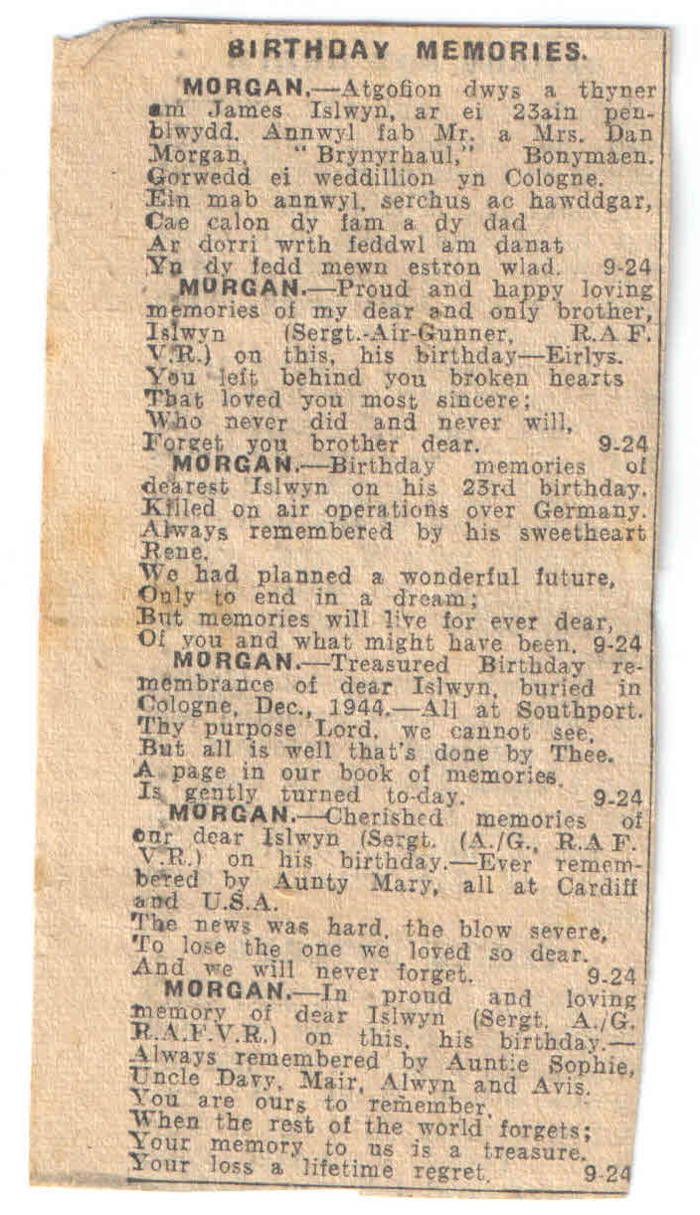 BIRTHDAY MEMORIES.
MORGAN.—Atgofion dwys a thyner
am James Islwyn, ar ei 23ain pen-
blwydd. Annwyl fab Mr. a Mrs. Dan
Morgan, "Brynyrhaul," Bonymaen.
Gorwedd ei weddillion yn Cologne.
Ein mab annwyl, serchus ac hawddgar,
Cae calon dy fam a dy dad
Ar dorri wrth feddwl am danat
Yn dy fedd mewn estron wlad. 9-24
MORGAN.—Proud and happy loving
memories of my dear and only brother,
Islwyn (Sergt.-Air-Gunner, R.A F.
V.R.) on this, his birthday—Eirlys.
You left behind you broken hearts
That loved you most sincere;
Who never did and never will,
Forget you brother dear. 9-24
MORGAN.—Birthday memories of
dearest Islwyn on his 23rd birthday.
Killed on air operations over Germany.
Always remembered by his sweetheart
Rene.
We had planned a wonderful future,
Only to end in a dream;
But memories will live for ever dear,
Of you and what might have been. 9-24
MORGAN.—Treasured Birthday re-
membrance of dear Islwyn, buried in
Cologne, Dec., 1944.—All at Southport.
Thy purpose Lord, we cannot see,
But all is well that's done by Thee.
A page in our book of memories.
Is gently turned to-day. 9-24
MORGAN.—Cherished memories of
our dear Islwyn (Sergt. (A./G., R.A F.
V.R.) on his birthday.—Ever remem-
bered by Aunty Mary, all at Cardiff
and U.S.A.
The news was hard, the blow severe,
To lose the one we loved so dear.
And we will never forget. 9-24
MORGAN.—In proud and loving
memory of dear Islwyn (Sergt. A./G.
R.A.F.V.R.) on this, his birthday.—
Always remembered by Auntie Sophie,
Uncle Davy, Mair, Alwyn and Avis.
You are ours to remember,
When the rest of the world forgets;
Your memory to us is a treasure.
Your loss a lifetime regret. 9-24